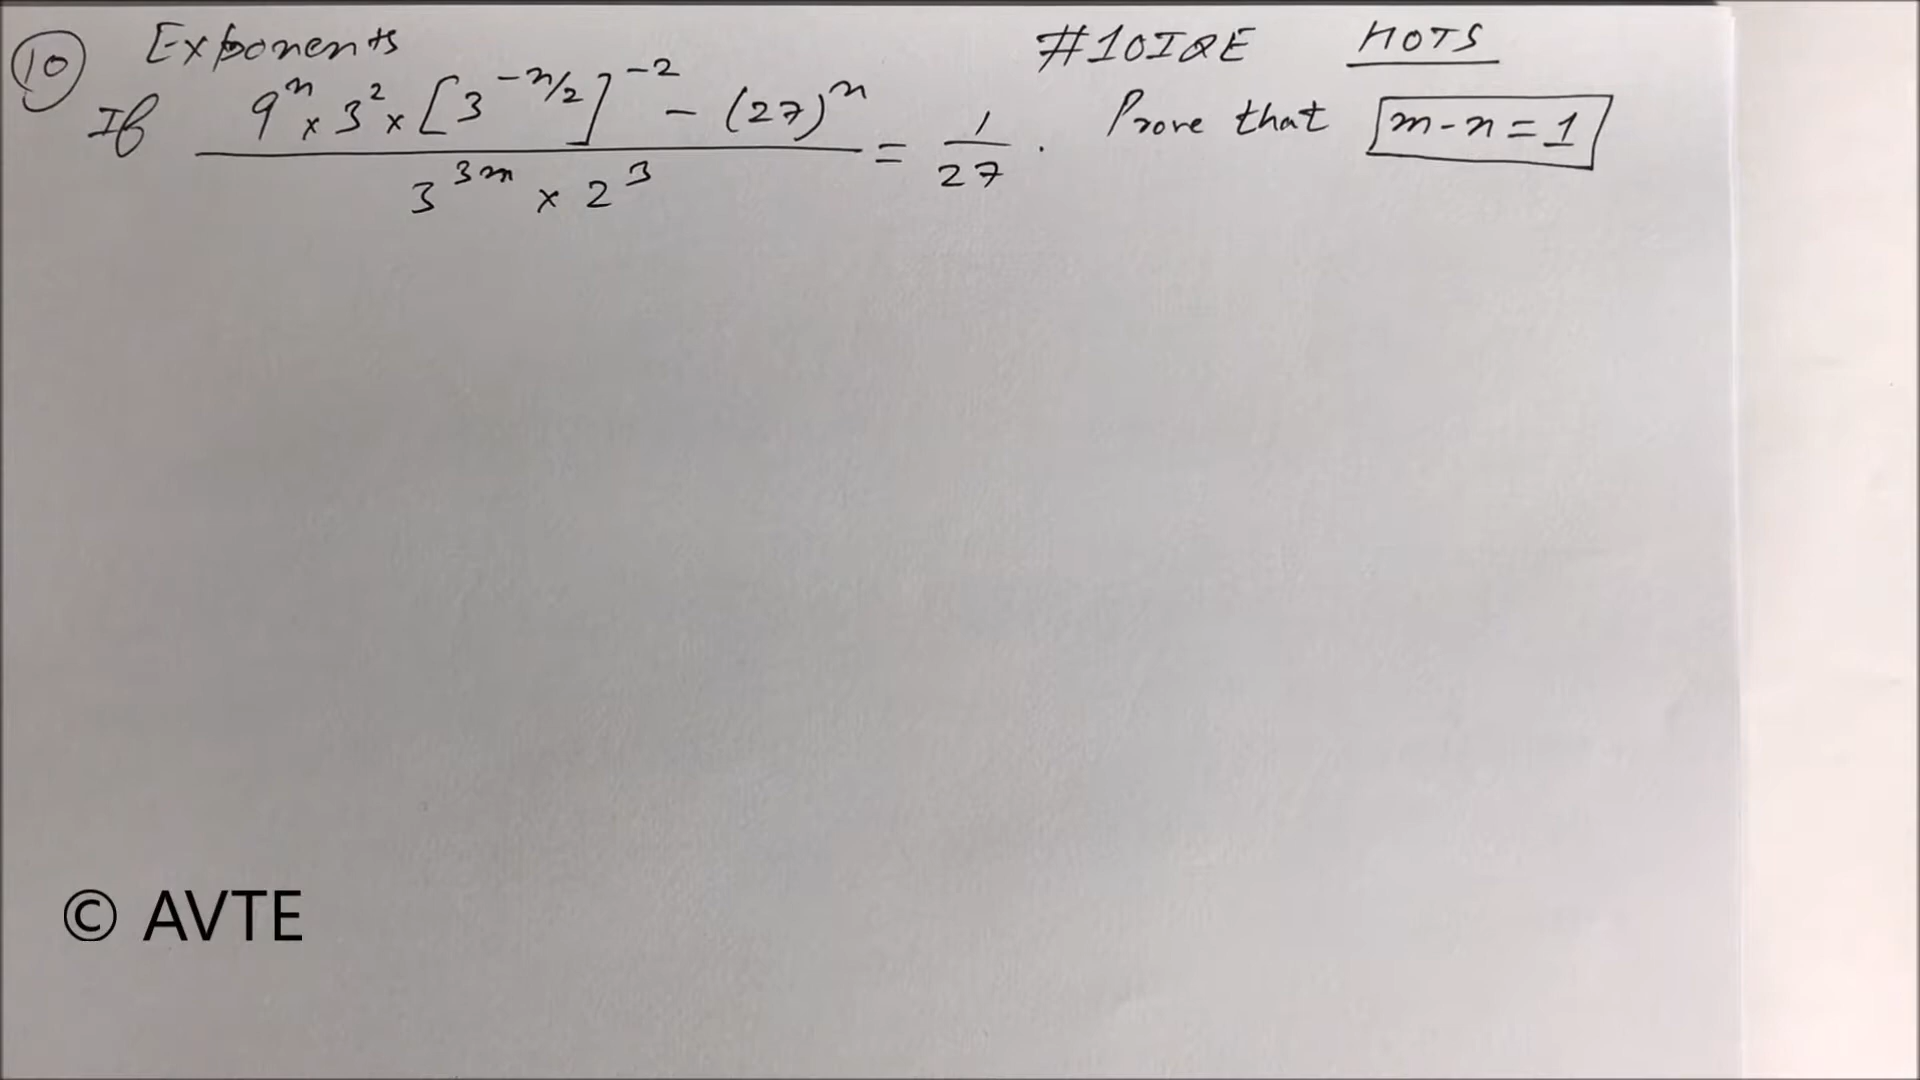 10 Exponents #10IQE HOTS
If 9^n × 3^2 × [3^{-n/2}]^{-2} - (27)^n / 3^{3m} × 2^3 = 1/27 . Prove that m-n=1
© AVTE